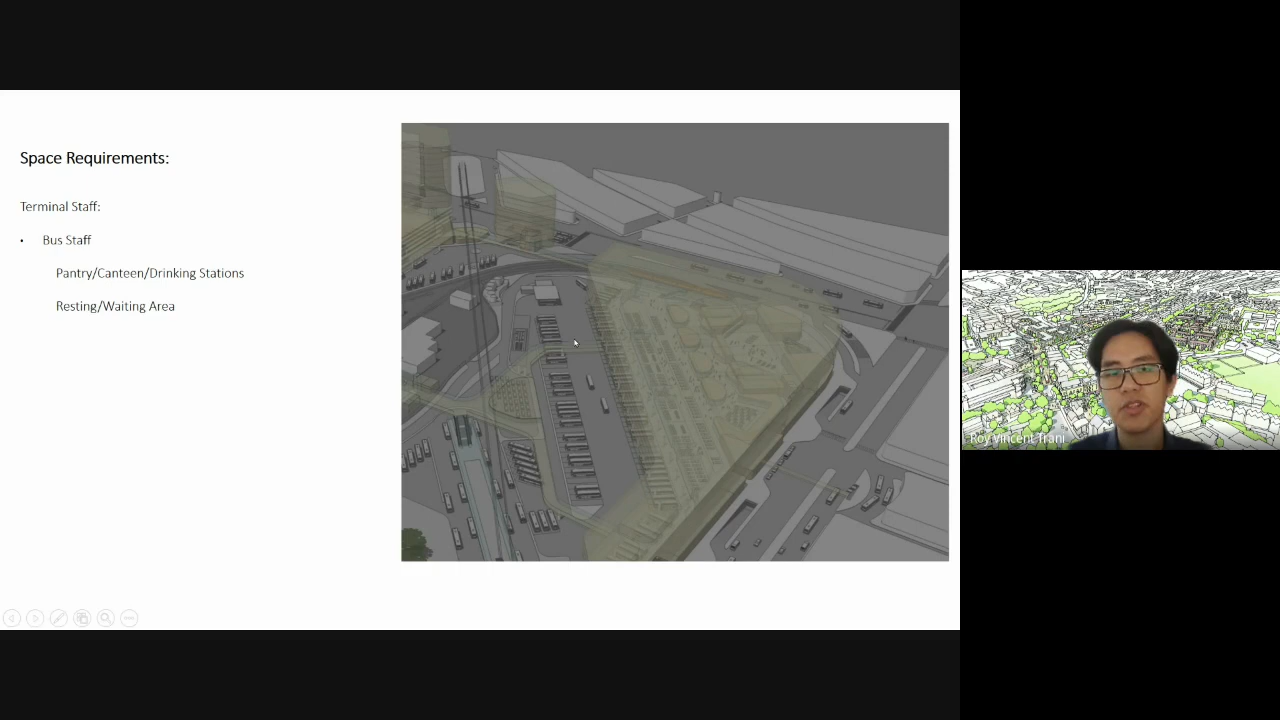 Space Requirements:
Terminal Staff:
• Bus Staff
Pantry/Canteen/Drinking Stations
Resting/Waiting Area
Roy Vincent Trani